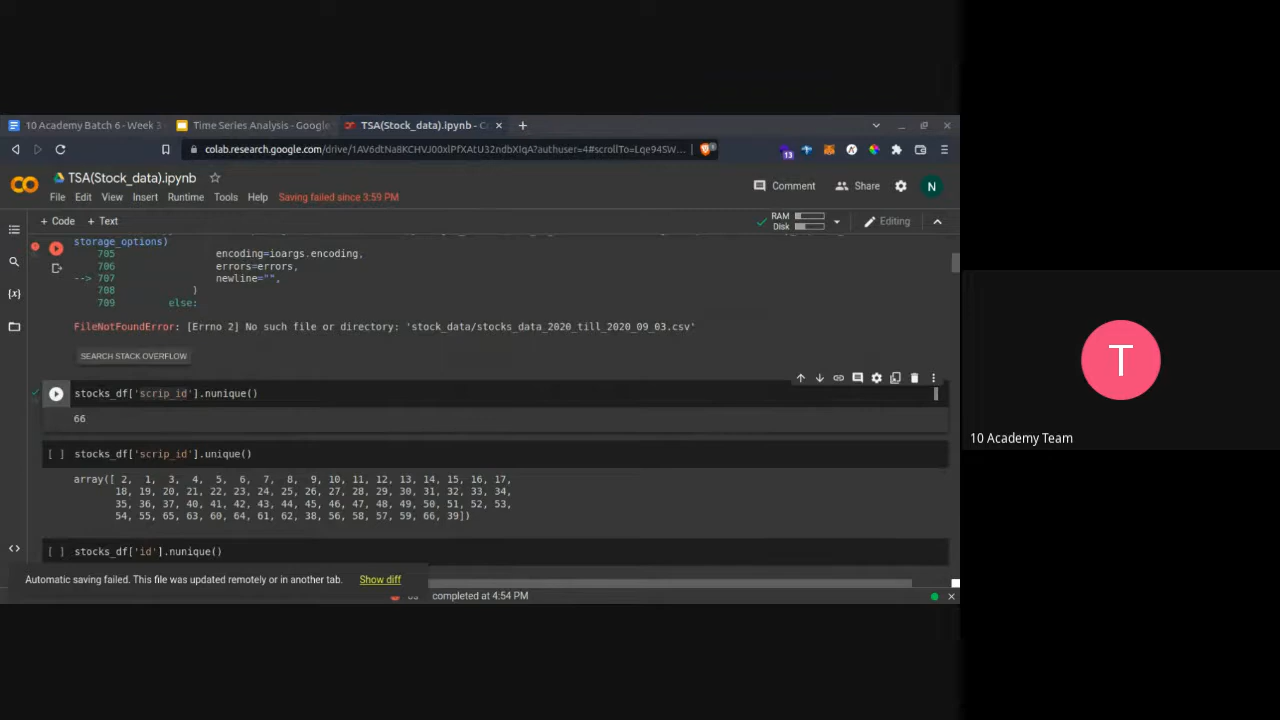 10 Academy Batch 6 - Week 3
Time Series Analysis - Google
TSA(Stock_data).ipynb - C
colab.research.google.com
13
TSA(Stock_data).ipynb
Comment
Share
N
File Edit View Insert Runtime Tools Help Saving failed since 3:59 PM
+ Code + Text
RAM
Disk
Editing
storage_options)
705 encoding=ioargs.encoding,
706 errors=errors,
--> 707 newline="",
708 )
709 else:
FileNotFoundError: [Errno 2] No such file or directory: 'stock_data/stocks_data_2020_till_2020_09_03.csv'
SEARCH STACK OVERFLOW
stocks_df['scrip_id'].nunique()
66
[ ] stocks_df['scrip_id'].unique()
array([ 2, 1, 3, 4, 5, 6, 7, 8, 9, 10, 11, 12, 13, 14, 15, 16, 17,
18, 19, 20, 21, 22, 23, 24, 25, 26, 27, 28, 29, 30, 31, 32, 33, 34,
35, 36, 37, 40, 41, 42, 43, 44, 45, 46, 47, 48, 49, 50, 51, 52, 53,
54, 55, 65, 63, 60, 64, 61, 62, 38, 56, 58, 57, 59, 66, 39])
[ ] stocks_df['id'].nunique()
Automatic saving failed. This file was updated remotely or in another tab. Show diff
completed at 4:54 PM
T
10 Academy Team